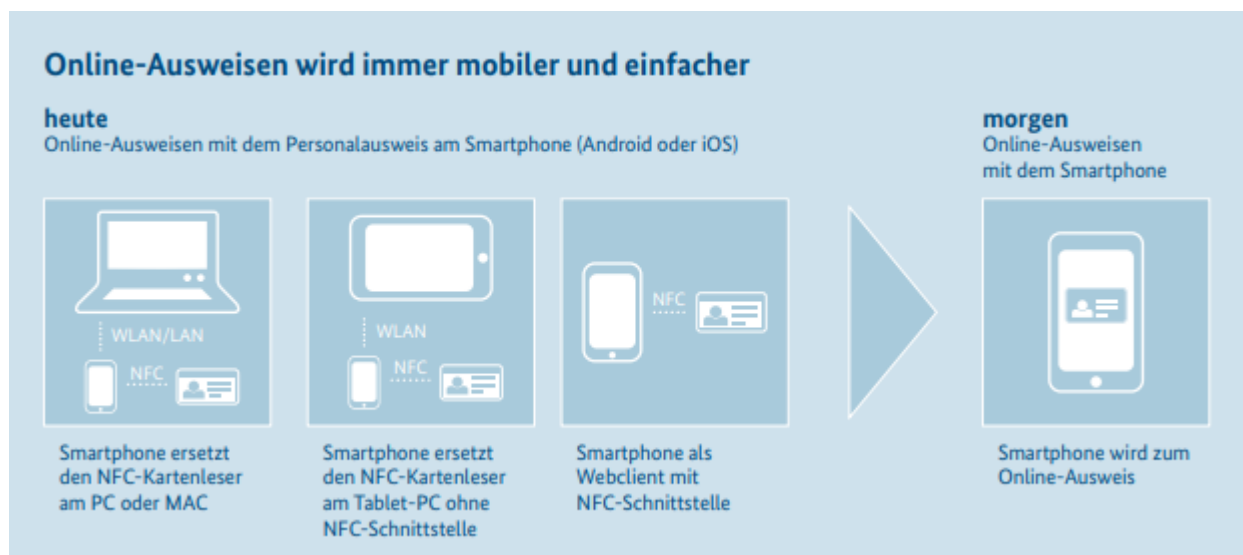 Online-Ausweisen wird immer mobiler und einfacher
heute
Online-Ausweisen mit dem Personalausweis am Smartphone (Android oder iOS)
morgen
Online-Ausweisen
mit dem Smartphone
WLAN/LAN
NFC
WLAN
NFC
NFC
Smartphone ersetzt
den NFC-Kartenleser
am PC oder MAC
Smartphone ersetzt
den NFC-Kartenleser
am Tablet-PC ohne
NFC-Schnittstelle
Smartphone als
Webclient mit
NFC-Schnittstelle
Smartphone wird zum
Online-Ausweis